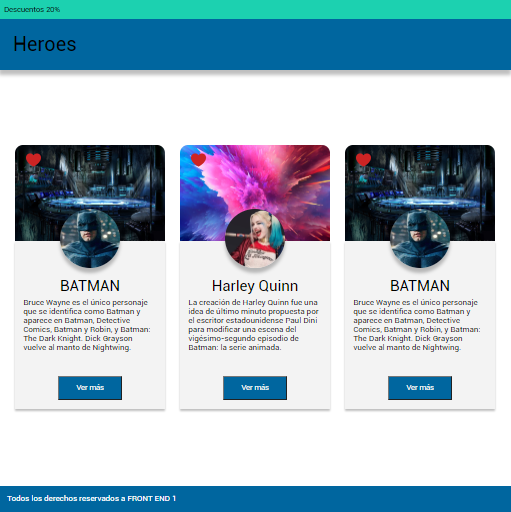 Descuentos 20%
Heroes
BATMAN
Bruce Wayne es el único personaje
que se identifica como Batman y
aparece en Batman, Detective
Comics, Batman y Robin, y Batman:
The Dark Knight. Dick Grayson
vuelve al manto de Nightwing.
Ver más
Harley Quinn
La creación de Harley Quinn fue una
idea de último minuto propuesta por
el escritor estadounidense Paul Dini
para modificar una escena del
vigésimo-segundo episodio de
Batman: la serie animada.
Ver más
BATMAN
Bruce Wayne es el único personaje
que se identifica como Batman y
aparece en Batman, Detective
Comics, Batman y Robin, y Batman:
The Dark Knight. Dick Grayson
vuelve al manto de Nightwing.
Ver más
Todos los derechos reservados a FRONT END 1